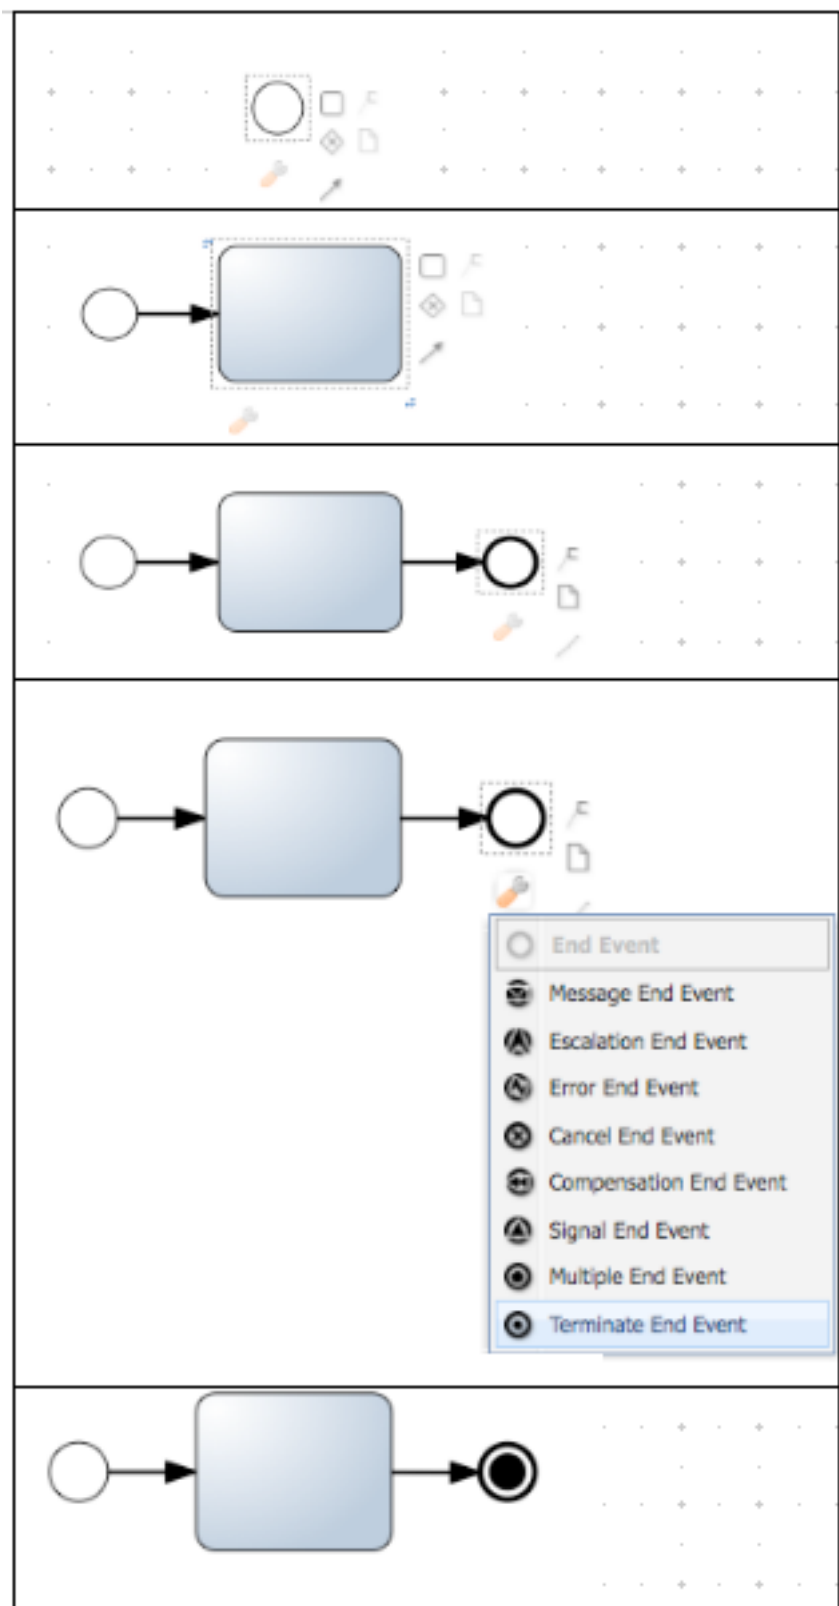 End Event
Message End Event
Escalation End Event
Error End Event
Cancel End Event
Compensation End Event
Signal End Event
Multiple End Event
Terminate End Event